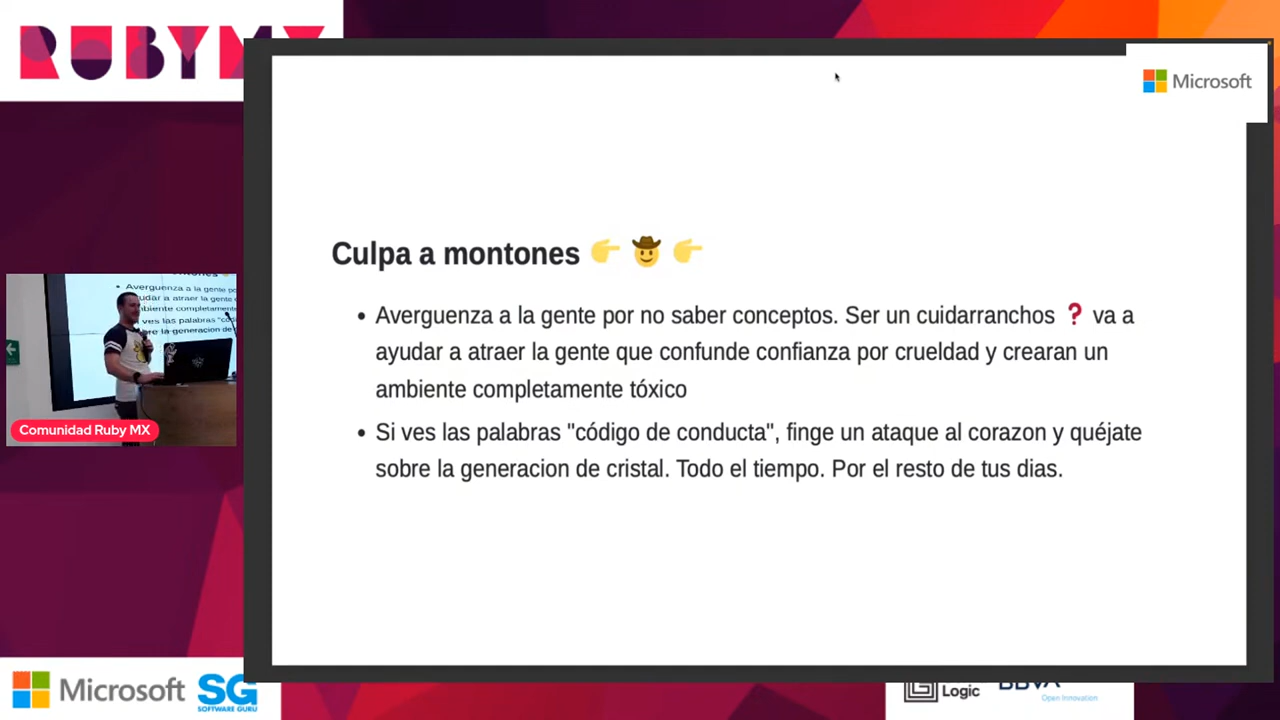 RUBYM
Microsoft
Culpa a montones 👉 🤠 👉
• Averguenza a la gente por no saber conceptos. Ser un cuidarranchos ❓ va a
ayudar a atraer la gente que confunde confianza por crueldad y crearan un
ambiente completamente tóxico
• Si ves las palabras "código de conducta", finge un ataque al corazon y quéjate
sobre la generacion de cristal. Todo el tiempo. Por el resto de tus dias.
Comunidad Ruby MX
Microsoft
SG
SOFTWARE GURU
Logic
BBVA
Open Innovation